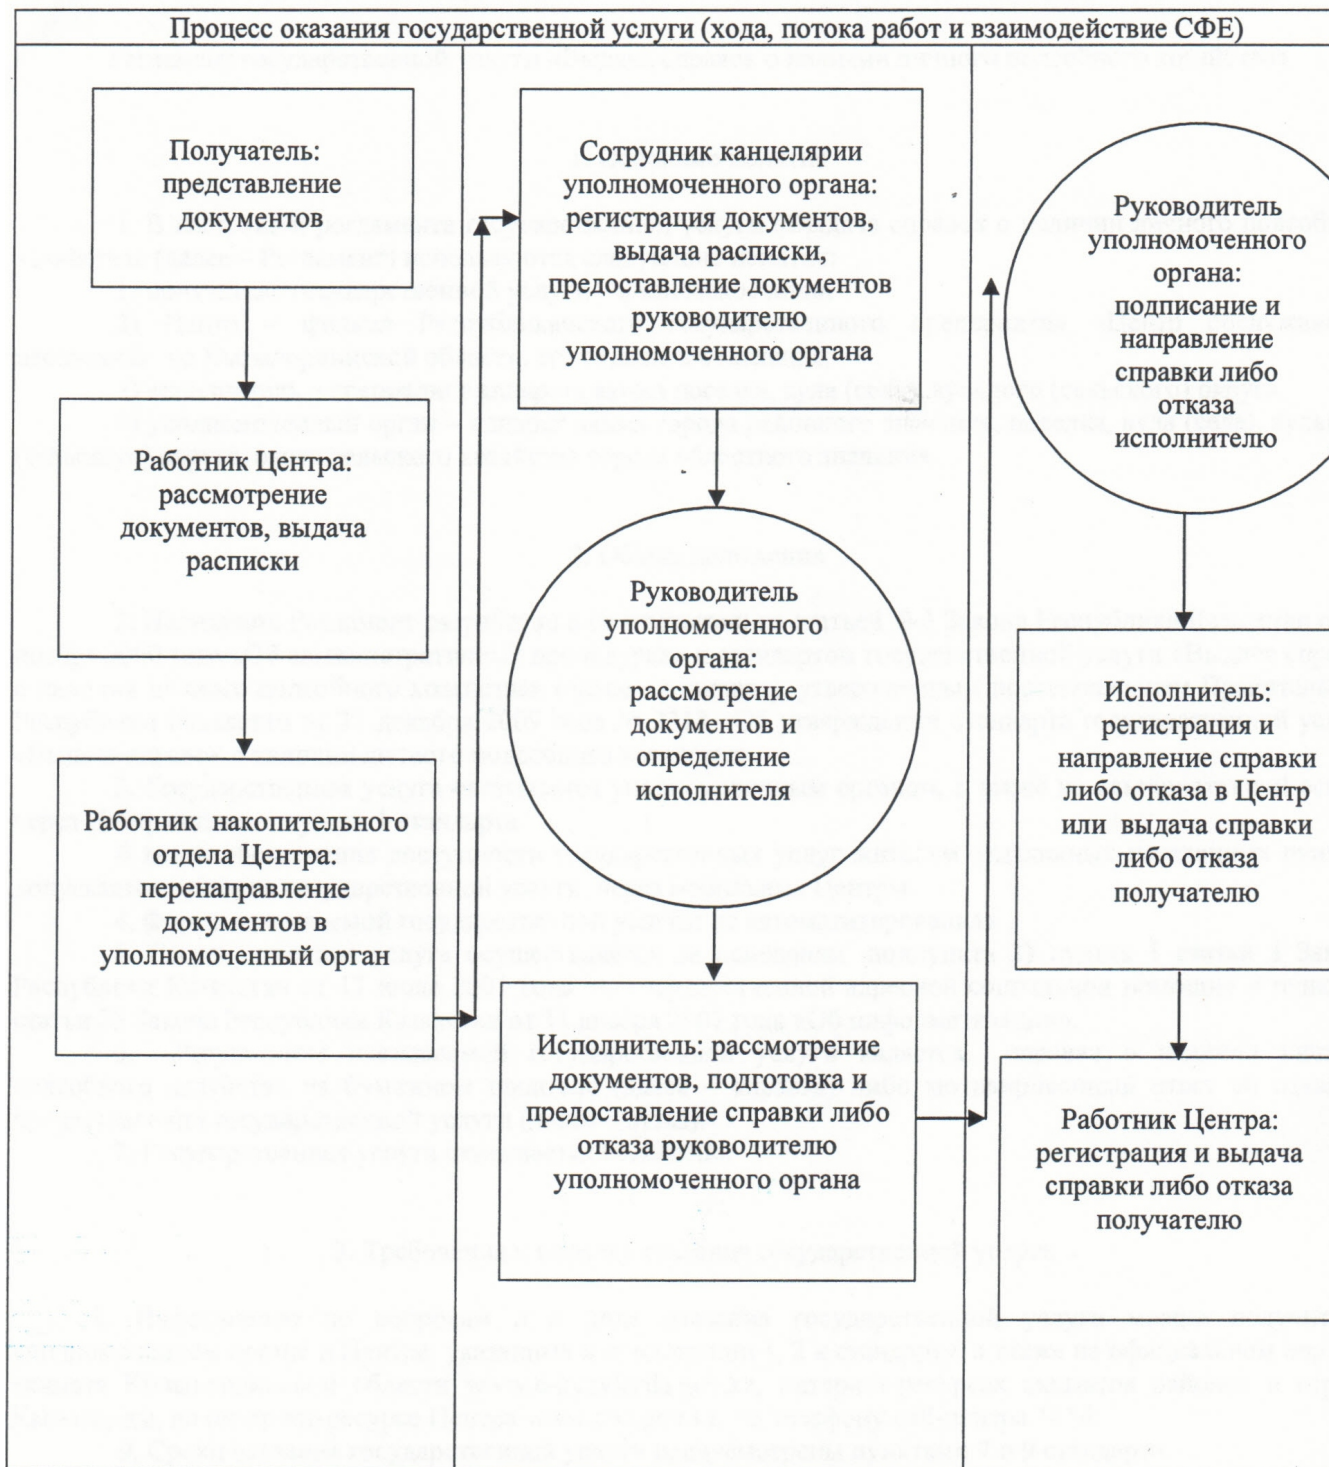 Процесс оказания государственной услуги (хода, потока работ и взаимодействие СФЕ)
Получатель:
представление
документов
Работник Центра:
рассмотрение
документов, выдача
расписки
Работник накопительного
отдела Центра:
перенаправление
документов в
уполномоченный орган
Сотрудник канцелярии
уполномоченного органа:
регистрация документов,
выдача расписки,
предоставление документов
руководителю
уполномоченного органа
Руководитель
уполномоченного
органа:
рассмотрение
документов и
определение
исполнителя
Исполнитель: рассмотрение
документов, подготовка и
предоставление справки либо
отказа руководителю
уполномоченного органа
Руководитель
уполномоченного
органа:
подписание и
направление
справки либо
отказа
исполнителю
Исполнитель:
регистрация и
направление справки
либо отказа в Центр
или выдача справки
либо отказа
получателю
Работник Центра:
регистрация и выдача
справки либо отказа
получателю